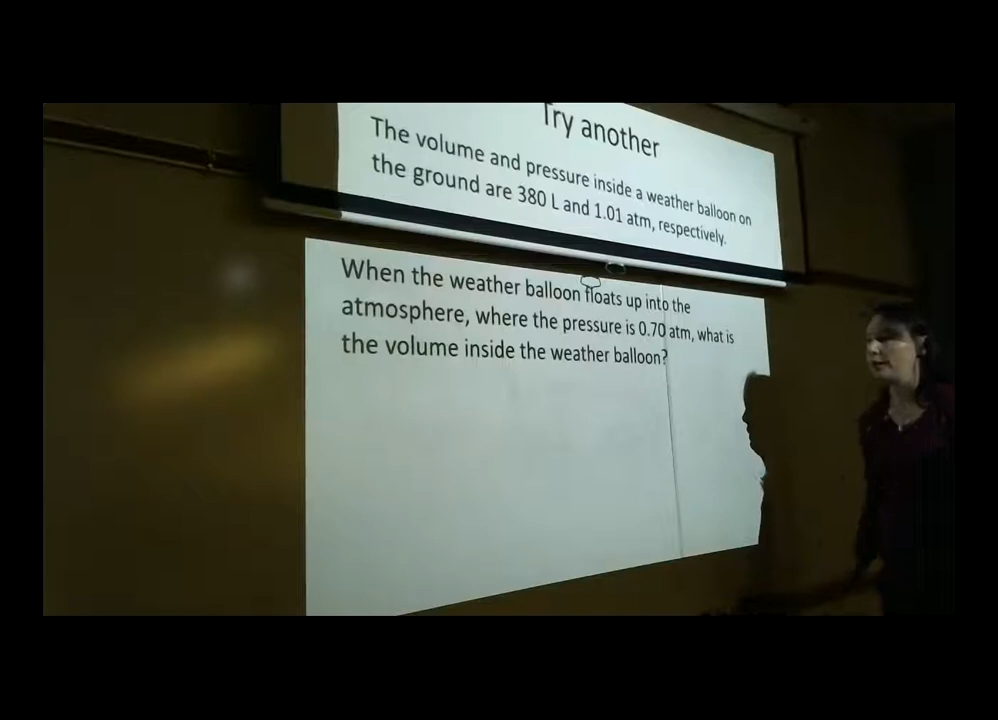 Try another
The volume and pressure inside a weather balloon on
the ground are 380 L and 1.01 atm, respectively.
When the weather balloon floats up into the
atmosphere, where the pressure is 0.70 atm, what is
the volume inside the weather balloon?